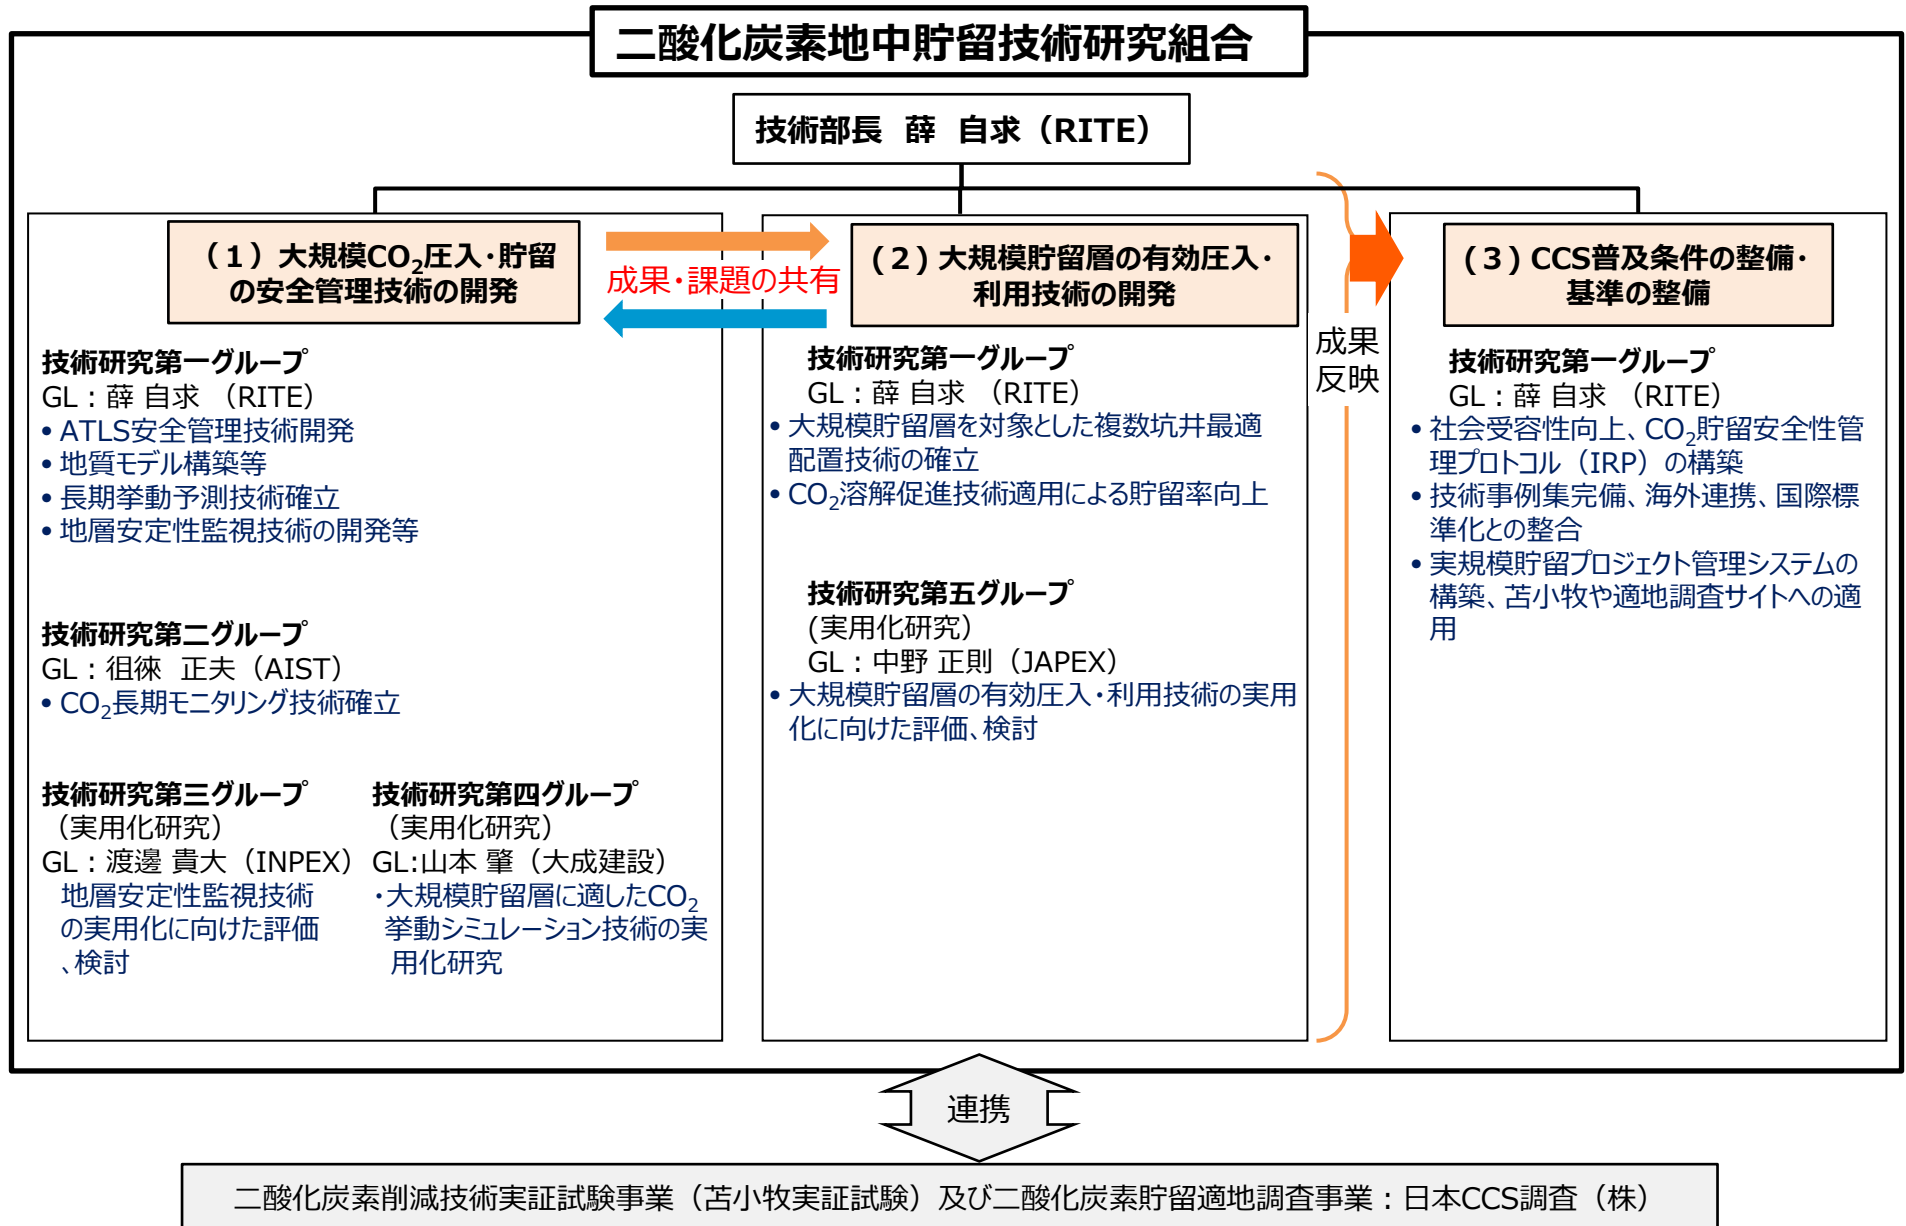 二酸化炭素地中貯留技術研究組合
技術部長 薛 自求（RITE）
（１）大規模CO2圧入・貯留
の安全管理技術の開発
成果・課題の共有
技術研究第一グループ
GL：薛 自求 （RITE）
• ATLS安全管理技術開発
• 地質モデル構築等
• 長期挙動予測技術確立
• 地層安定性監視技術の開発等
技術研究第二グループ
GL：徂徠 正夫（AIST）
• CO2長期モニタリング技術確立
技術研究第三グループ
（実用化研究）
GL：渡邉 貴大（INPEX）
地層安定性監視技術
の実用化に向けた評価
、検討
技術研究第四グループ
（実用化研究）
GL:山本 肇（大成建設）
・大規模貯留層に適したCO2
挙動シミュレーション技術の実
用化研究
(２) 大規模貯留層の有効圧入・
利用技術の開発
技術研究第一グループ
GL：薛 自求 （RITE）
• 大規模貯留層を対象とした複数坑井最適
配置技術の確立
• CO2溶解促進技術適用による貯留率向上
技術研究第五グループ
(実用化研究）
GL：中野 正則（JAPEX）
• 大規模貯留層の有効圧入・利用技術の実用
化に向けた評価、検討
成果
反映
(３) CCS普及条件の整備・
基準の整備
技術研究第一グループ
GL：薛 自求 （RITE）
• 社会受容性向上、CO2貯留安全性管
理プロトコル（IRP）の構築
• 技術事例集完備、海外連携、国際標
準化との整合
• 実規模貯留プロジェクト管理システムの
構築、苫小牧や適地調査サイトへの適
用
連携
二酸化炭素削減技術実証試験事業（苫小牧実証試験）及び二酸化炭素貯留適地調査事業：日本CCS調査（株）